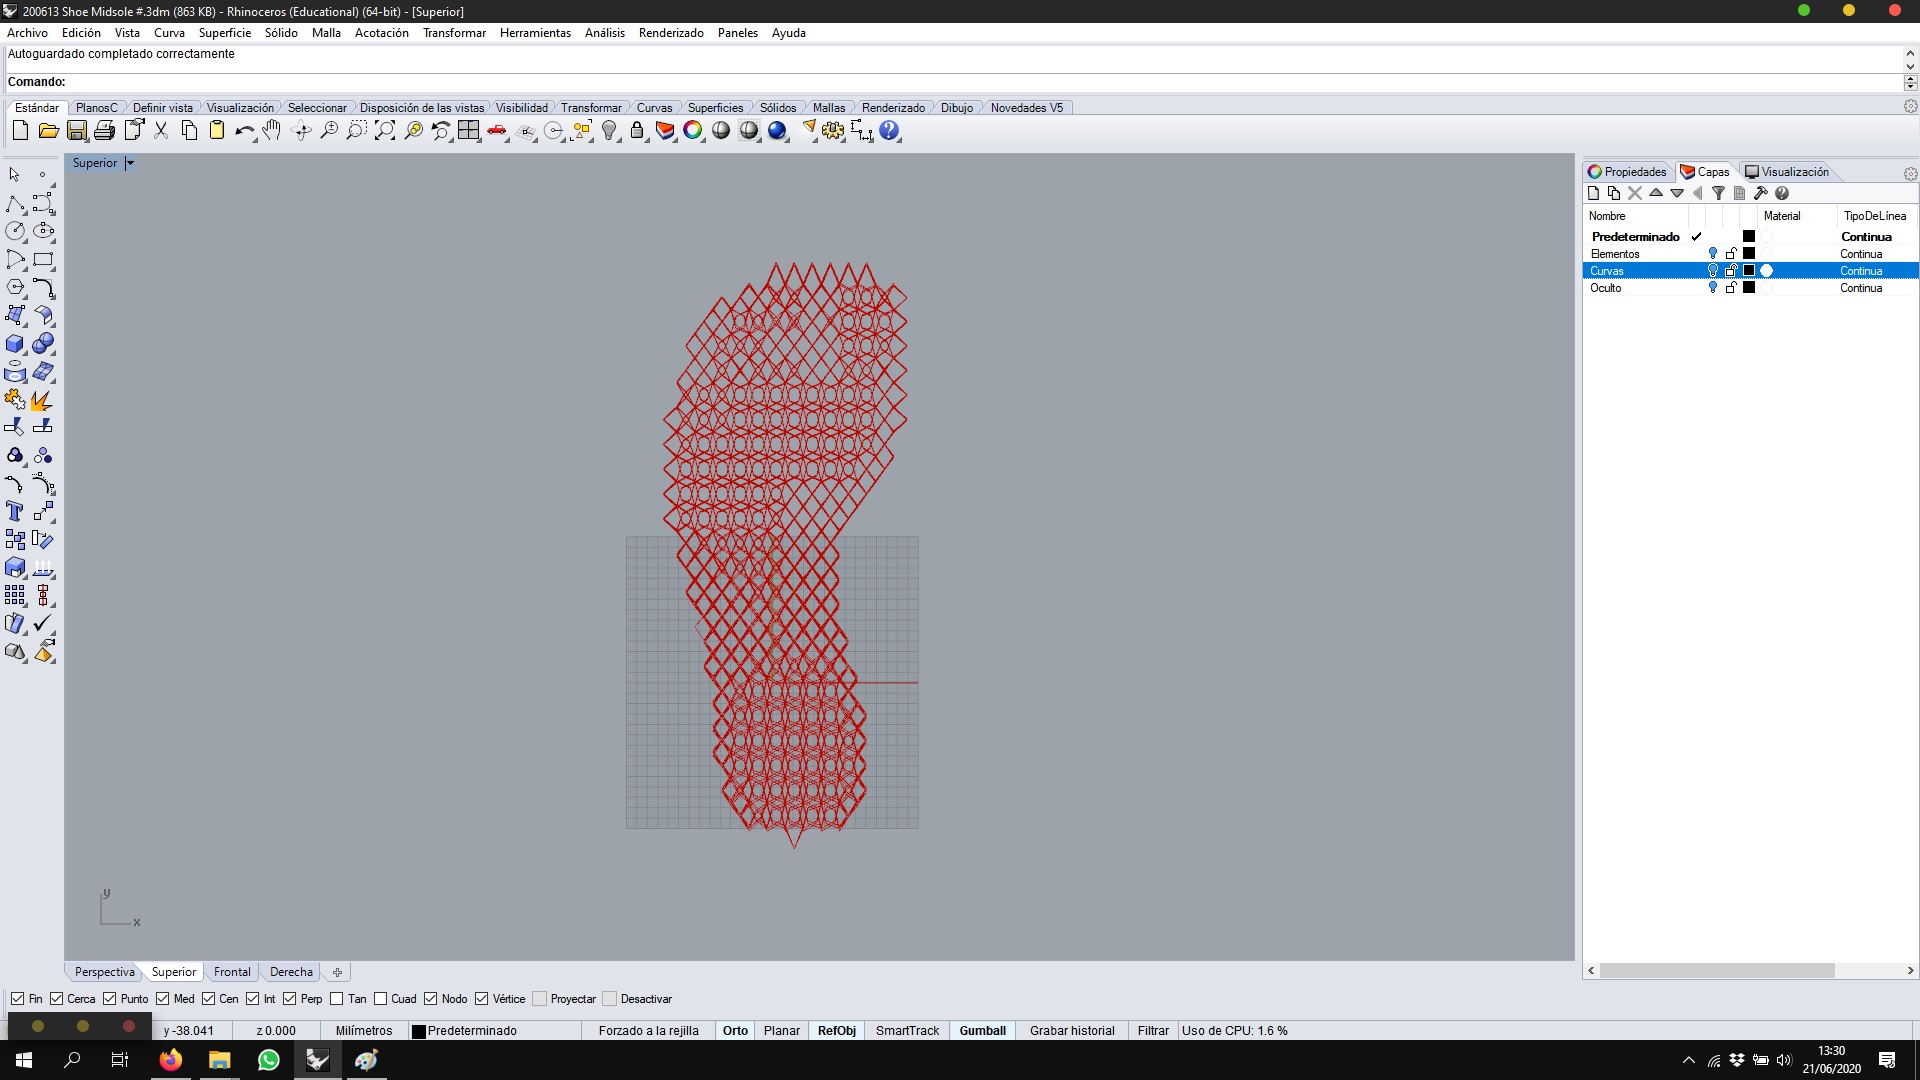 200613 Shoe Midsole #.3dm (863 KB) - Rhinoceros (Educational) (64-bit) - [Superior]
Archivo Edición Vista Curva Superficie Sólido Malla Acotación Transformar Herramientas Análisis Renderizado Paneles Ayuda
Autoguardado completado correctamente
Comando:
Estándar PlanosC Definir vista Visualización Seleccionar Disposición de las vistas Visibilidad Transformar Curvas Superficies Sólidos Mallas Renderizado Dibujo Novedades V5
Superior
Propiedades Capas Visualización
Nombre Material TipoDeLínea
Predeterminado Continua
Elementos Continua
Curvas Continua
Oculto Continua
y
x
Perspectiva Superior Frontal Derecha
Fin Cerca Punto Med Cen Int Perp Tan Cuad Nodo Vértice Proyectar Desactivar
y -38.041 z 0.000 Milímetros Predeterminado Forzado a la rejilla Orto Planar RefObj SmartTrack Gumball Grabar historial Filtrar Uso de CPU: 1.6 %
13:30
21/06/2020